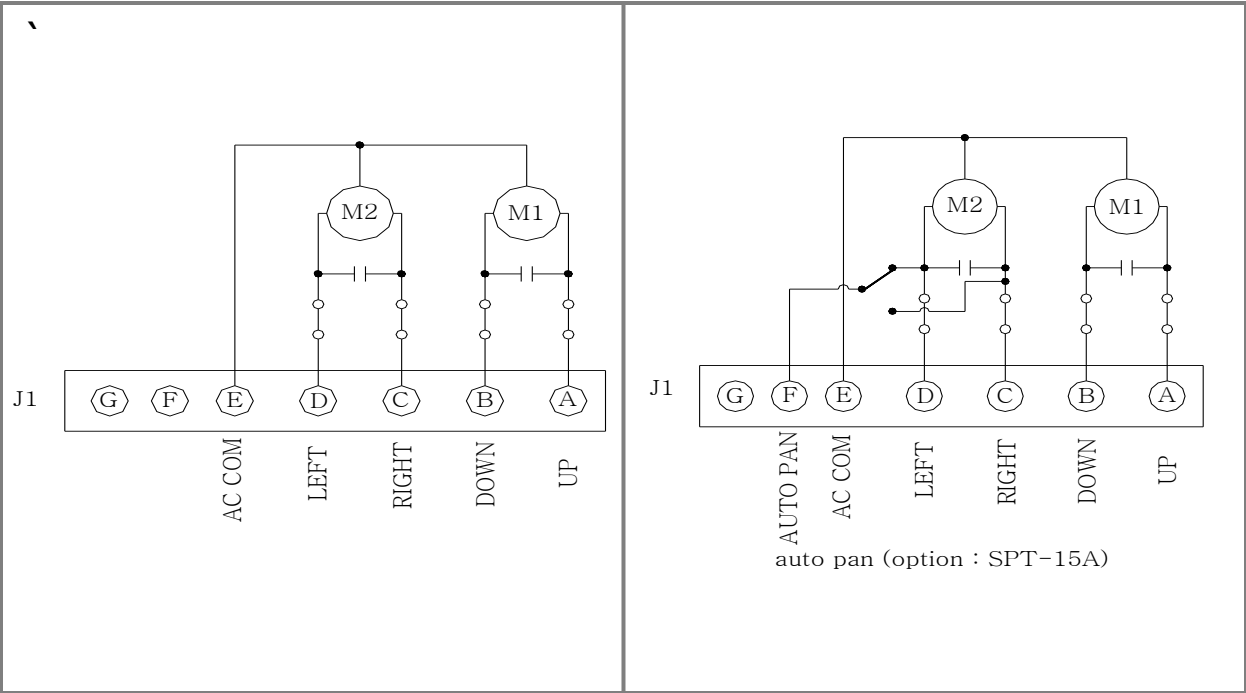 `
M2 M1
J1 G F E D C B A
AC COM
LEFT
RIGHT
DOWN
UP
M2 M1
J1 G F E D C B A
AUTO PAN
AC COM
LEFT
RIGHT
DOWN
UP
auto pan (option : SPT-15A)